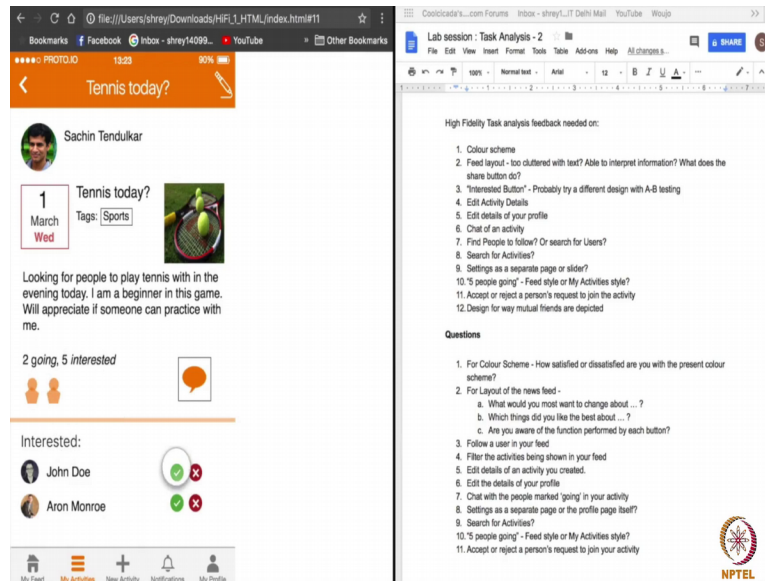 file:///Users/shrey/Downloads/HiFi_1_HTML/index.html#11
Bookmarks
Facebook
Inbox - shrey14099...
YouTube
»
Other Bookmarks
PROTO.IO
13:23
90%
Tennis today?
Sachin Tendulkar
1
March
Wed
Tennis today?
Tags: Sports
Looking for people to play tennis with in the
evening today. I am a beginner in this game.
Will appreciate if someone can practice with
me.
2 going, 5 interested
Interested:
John Doe
Aron Monroe
My Feed
My Activities
New Activity
Notifications
My Profile
Coolcicada's....com Forums
Inbox - shrey1...IT Delhi Mail
YouTube
Woujo
>>
Lab session : Task Analysis - 2
File Edit View Insert Format Tools Table Add-ons Help All changes s...
SHARE
S
100%
Normal text
Arial
12
B I U A
High Fidelity Task analysis feedback needed on:
1. Colour scheme
2. Feed layout - too cluttered with text? Able to interpret information? What does the
share button do?
3. "Interested Button" - Probably try a different design with A-B testing
4. Edit Activity Details
5. Edit details of your profile
6. Chat of an activity
7. Find People to follow? Or search for Users?
8. Search for Activities?
9. Settings as a separate page or slider?
10. "5 people going" - Feed style or My Activities style?
11. Accept or reject a person's request to join the activity
12. Design for way mutual friends are depicted
Questions
1. For Colour Scheme - How satisfied or dissatisfied are you with the present colour
scheme?
2. For Layout of the news feed -
a. What would you most want to change about ... ?
b. Which things did you like the best about ... ?
c. Are you aware of the function performed by each button?
3. Follow a user in your feed
4. Filter the activities being shown in your feed
5. Edit details of an activity you created.
6. Edit the details of your profile
7. Chat with the people marked 'going' in your activity
8. Settings as a separate page or the profile page itself?
9. Search for Activities?
10. "5 people going" - Feed style or My Activities style?
11. Accept or reject a person's request to join your activity
NPTEL